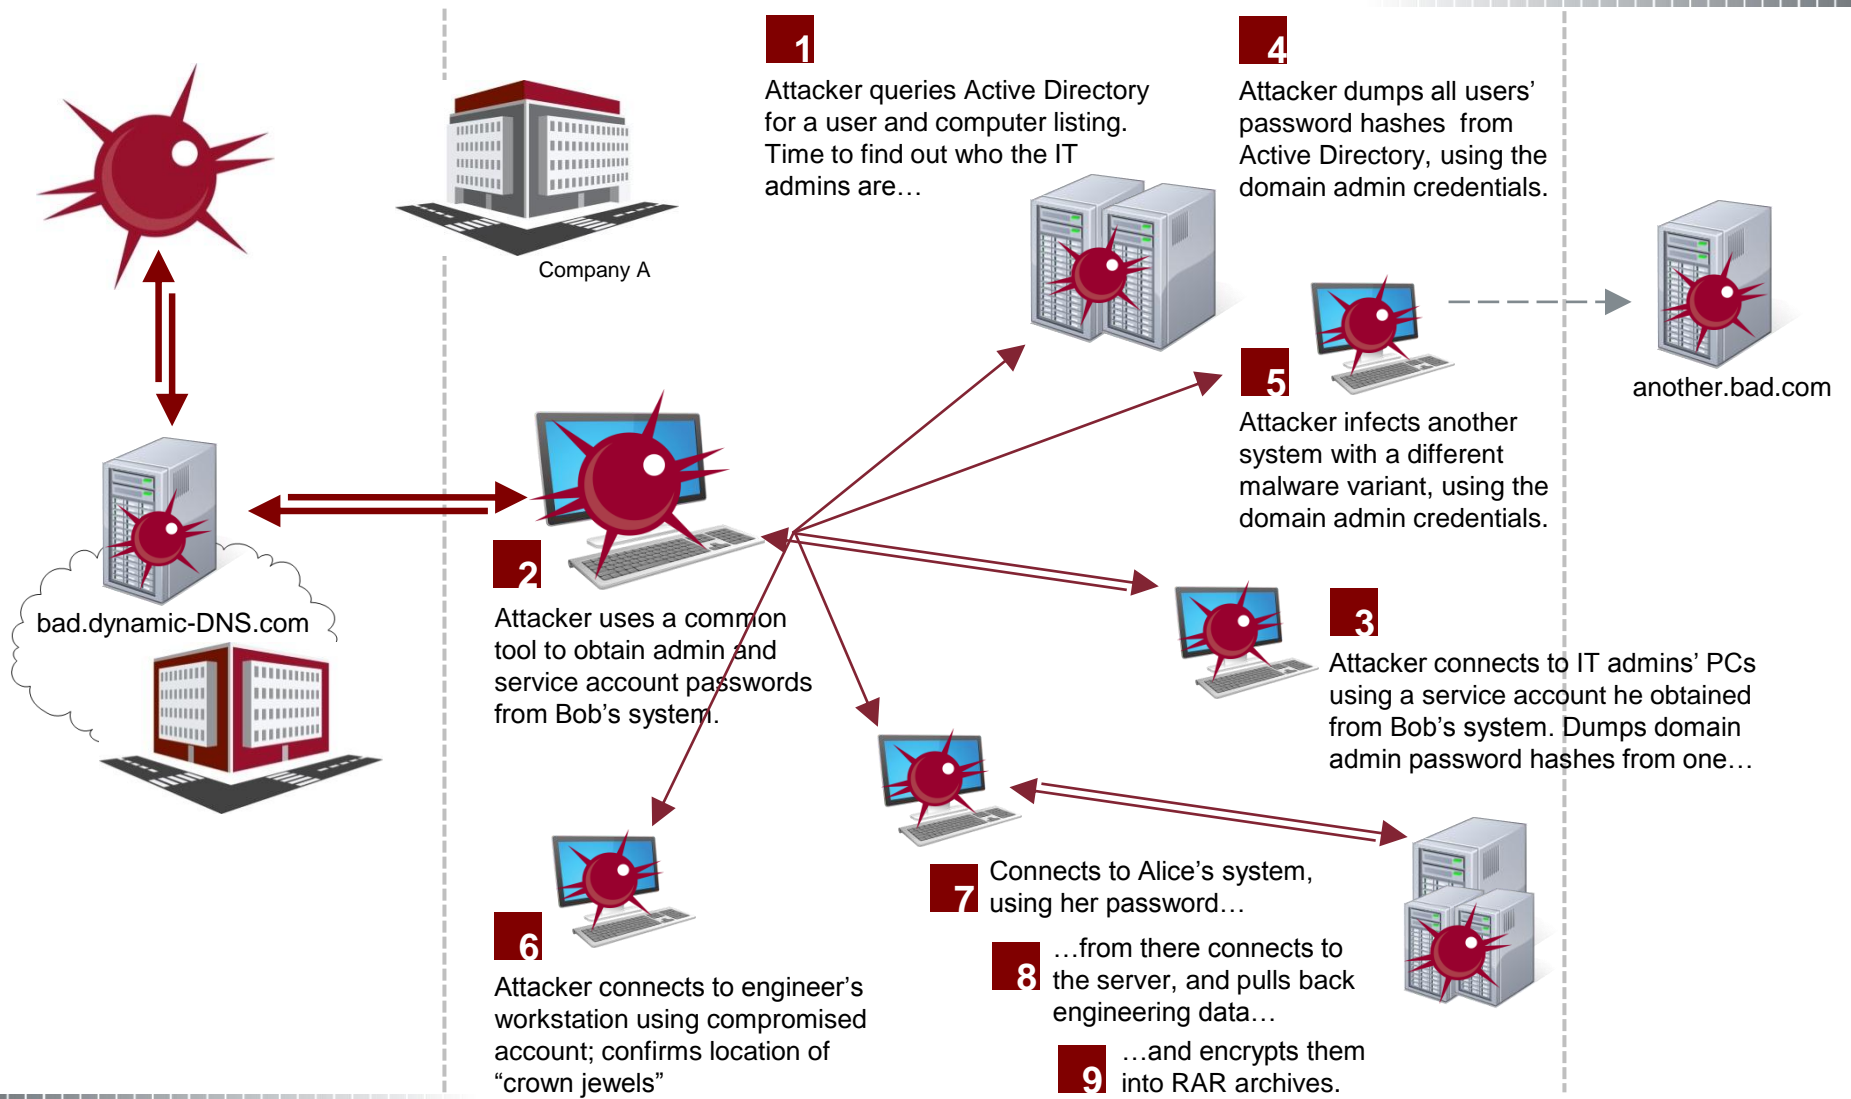 1
Attacker queries Active Directory
for a user and computer listing.
Time to find out who the IT
admins are…
4
Attacker dumps all users’
password hashes from
Active Directory, using the
domain admin credentials.
Company A
another.bad.com
5
Attacker infects another
system with a different
malware variant, using the
domain admin credentials.
bad.dynamic-DNS.com
2
Attacker uses a common
tool to obtain admin and
service account passwords
from Bob’s system.
3
Attacker connects to IT admins’ PCs
using a service account he obtained
from Bob’s system. Dumps domain
admin password hashes from one…
6
Attacker connects to engineer’s
workstation using compromised
account; confirms location of
“crown jewels”
7
Connects to Alice’s system,
using her password…
8
…from there connects to
the server, and pulls back
engineering data…
9
…and encrypts them
into RAR archives.